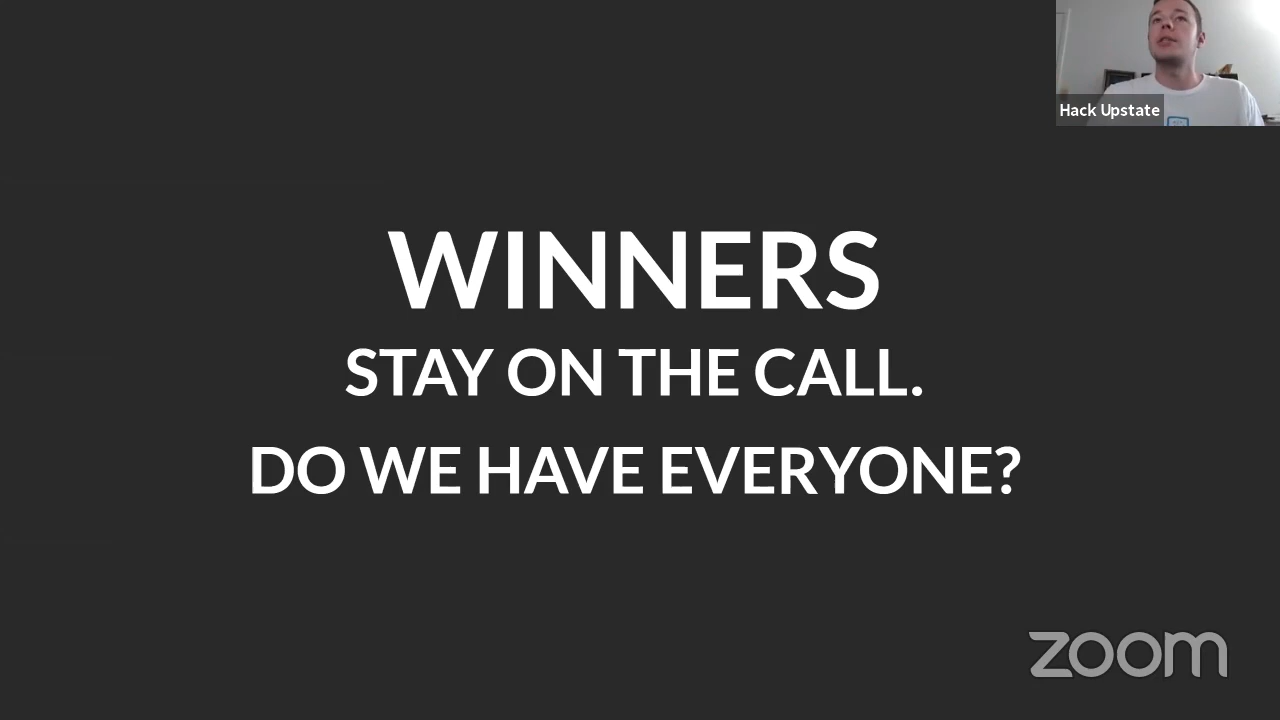 Hack Upstate
WINNERS
STAY ON THE CALL.
DO WE HAVE EVERYONE?
zoom